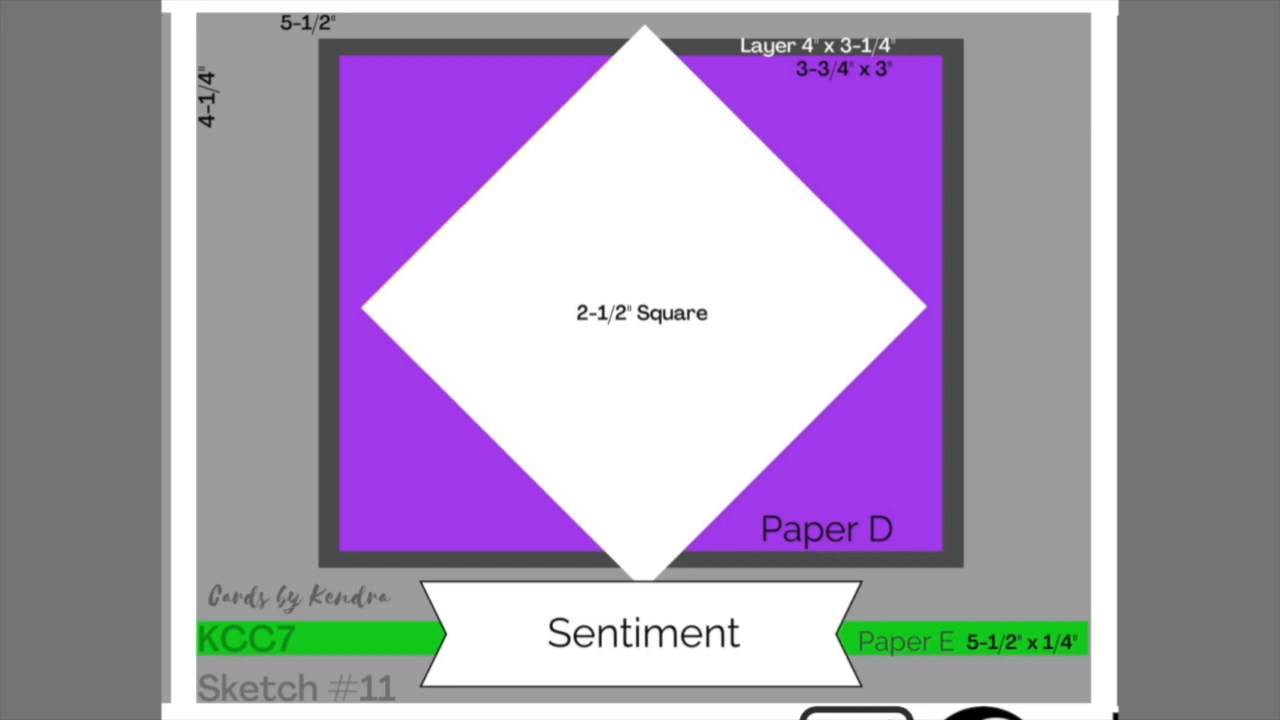 5-1/2"
4-1/4"
Layer 4" x 3-1/4"
3-3/4" x 3"
2-1/2" Square
Paper D
Cards by Kendra
KCC7
Sentiment
Paper E 5-1/2" x 1/4"
Sketch #11